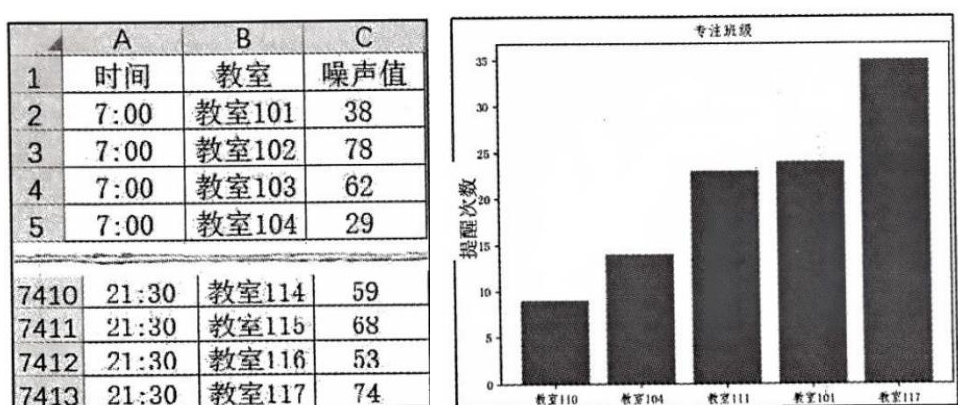 A B C
1 时间 教室 噪声值
2 7:00 教室101 38
3 7:00 教室102 78
4 7:00 教室103 62
5 7:00 教室104 29
7410 21:30 教室114 59
7411 21:30 教室115 68
7412 21:30 教室116 53
7413 21:30 教室117 74
专注班级
提醒次数
35
30
25
20
15
10
5
0
教室110 教室104 教室111 教室101 教室117